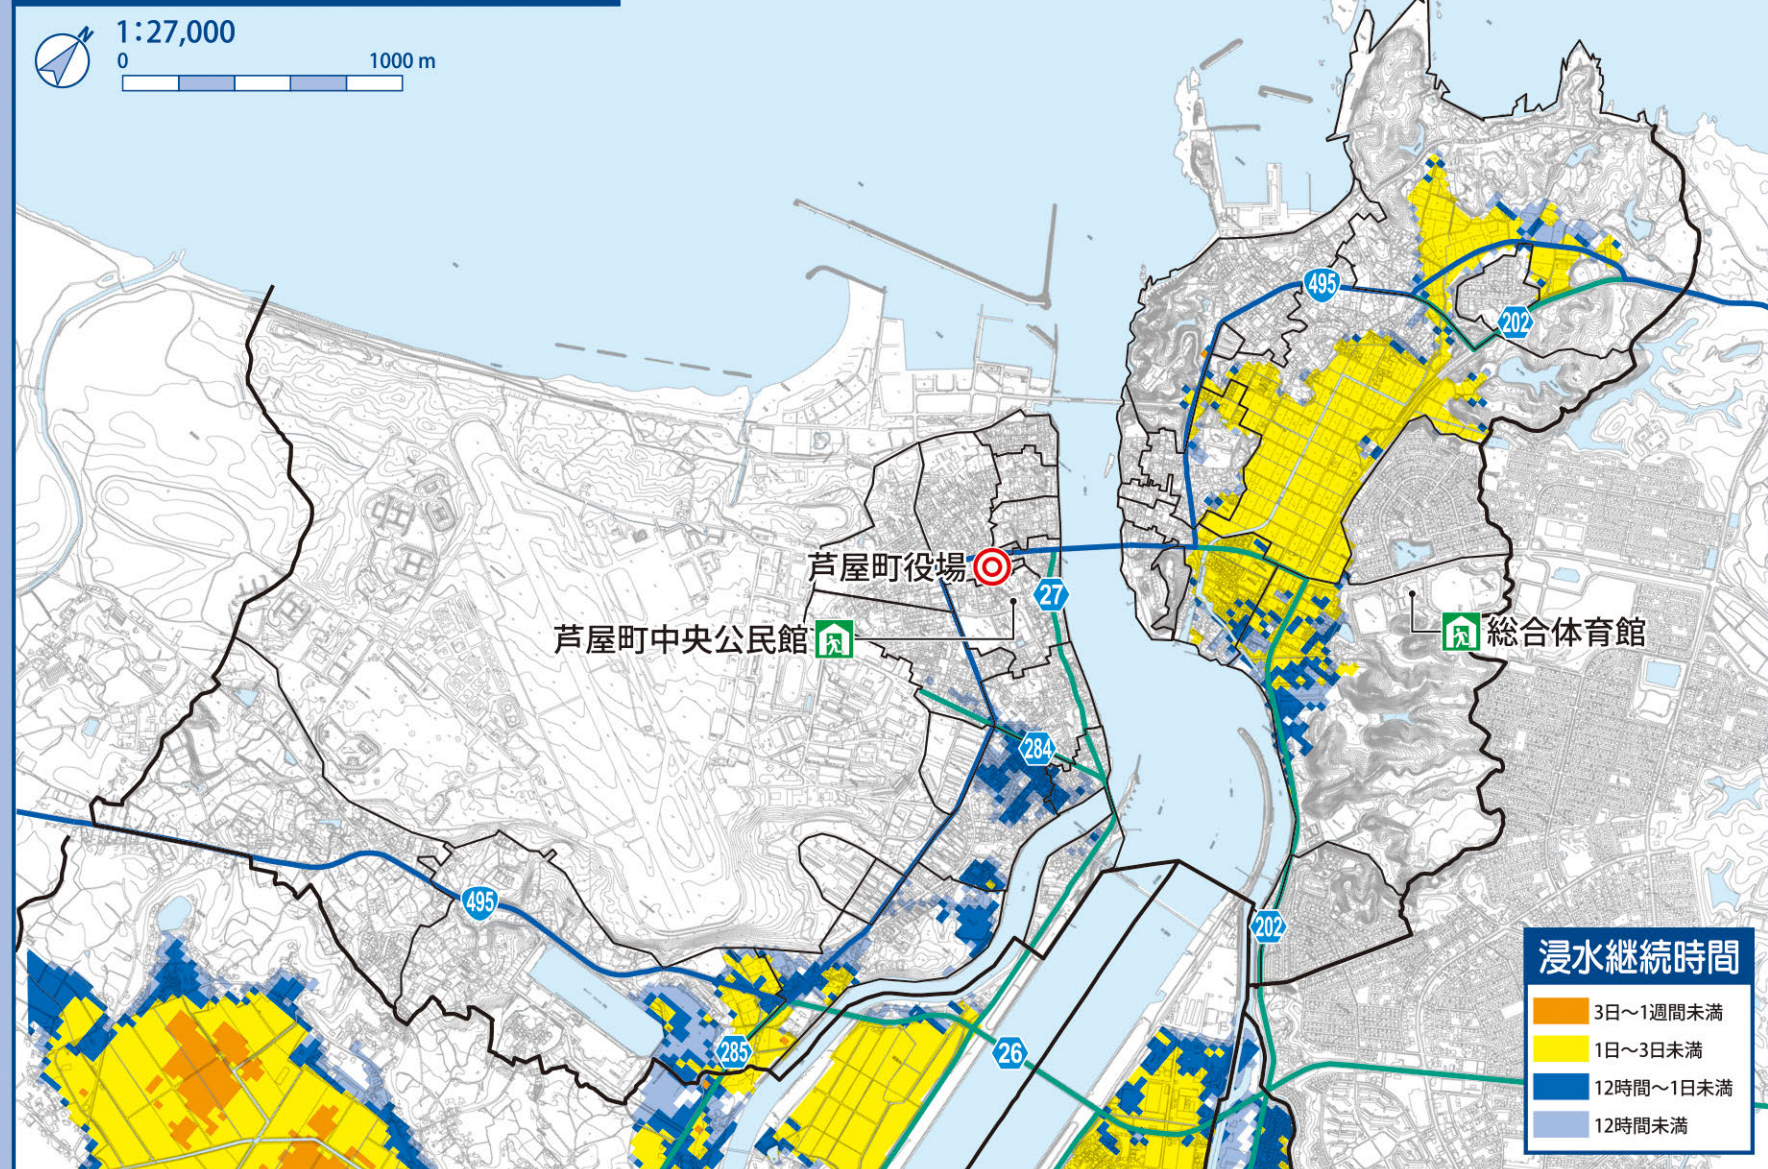 N
1:27,000
0 1000 m
495
202
芦屋町役場
27
芦屋町中央公民館
総合体育館
284
495
202
285
26
浸水継続時間
3日～1週間未満
1日～3日未満
12時間～1日未満
12時間未満